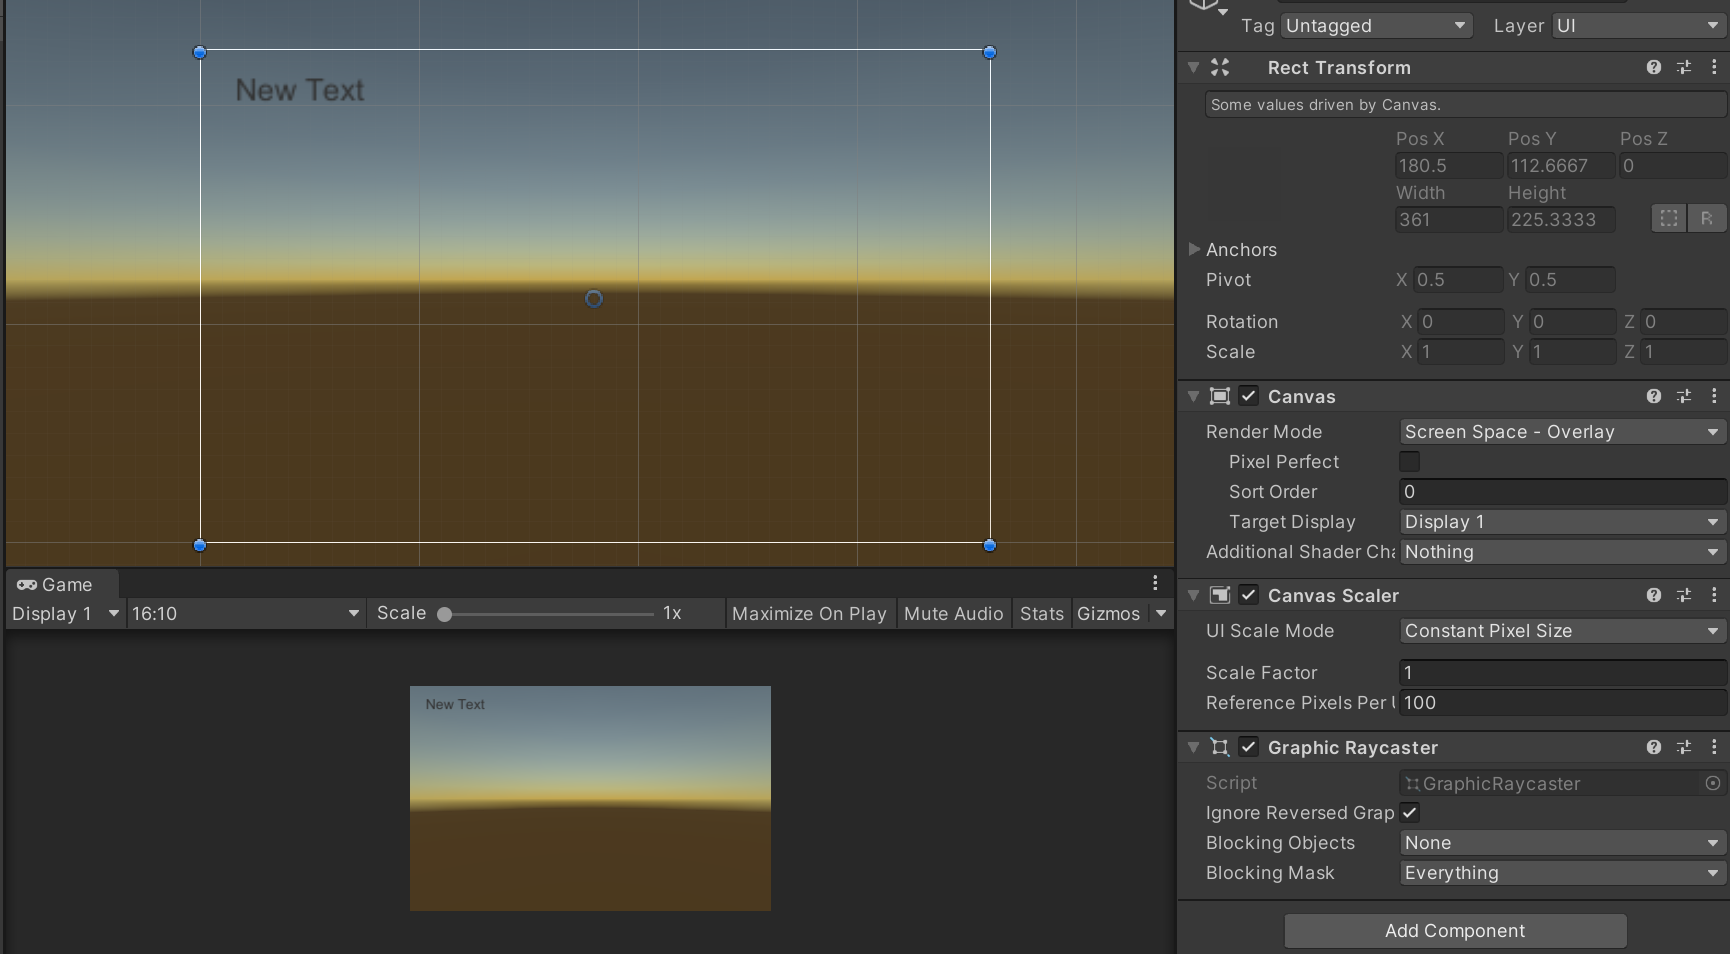 New Text
Game
Display 1 16:10 Scale 1x Maximize On Play Mute Audio Stats Gizmos
New Text
Tag Untagged Layer UI
Rect Transform
Some values driven by Canvas.
Pos X Pos Y Pos Z
180.5 112.6667 0
Width Height
361 225.3333 R
Anchors
Pivot X 0.5 Y 0.5
Rotation X 0 Y 0 Z 0
Scale X 1 Y 1 Z 1
Canvas
Render Mode Screen Space - Overlay
Pixel Perfect
Sort Order 0
Target Display Display 1
Additional Shader Cha Nothing
Canvas Scaler
UI Scale Mode Constant Pixel Size
Scale Factor 1
Reference Pixels Per U 100
Graphic Raycaster
Script GraphicRaycaster
Ignore Reversed Grap
Blocking Objects None
Blocking Mask Everything
Add Component